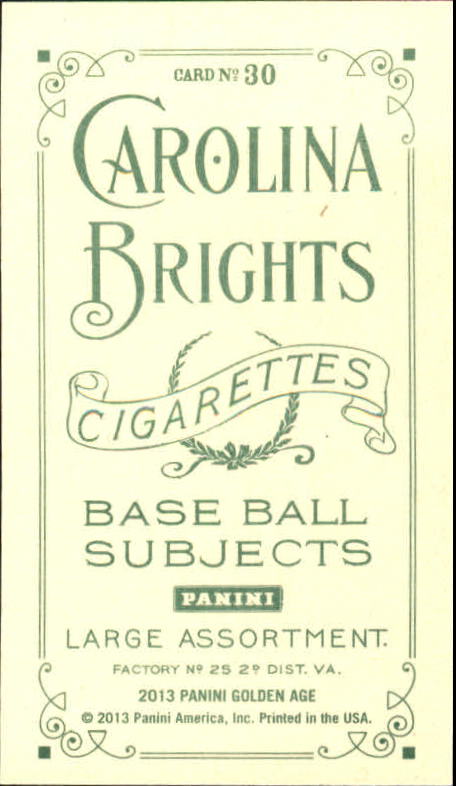 CARD Nº 30
CAROLINA
BRIGHTS
CIGARETTES
BASE BALL
SUBJECTS
PANINI
LARGE ASSORTMENT.
FACTORY Nº 25 2ᴰ DIST. VA.
2013 PANINI GOLDEN AGE
© 2013 Panini America, Inc. Printed in the USA.